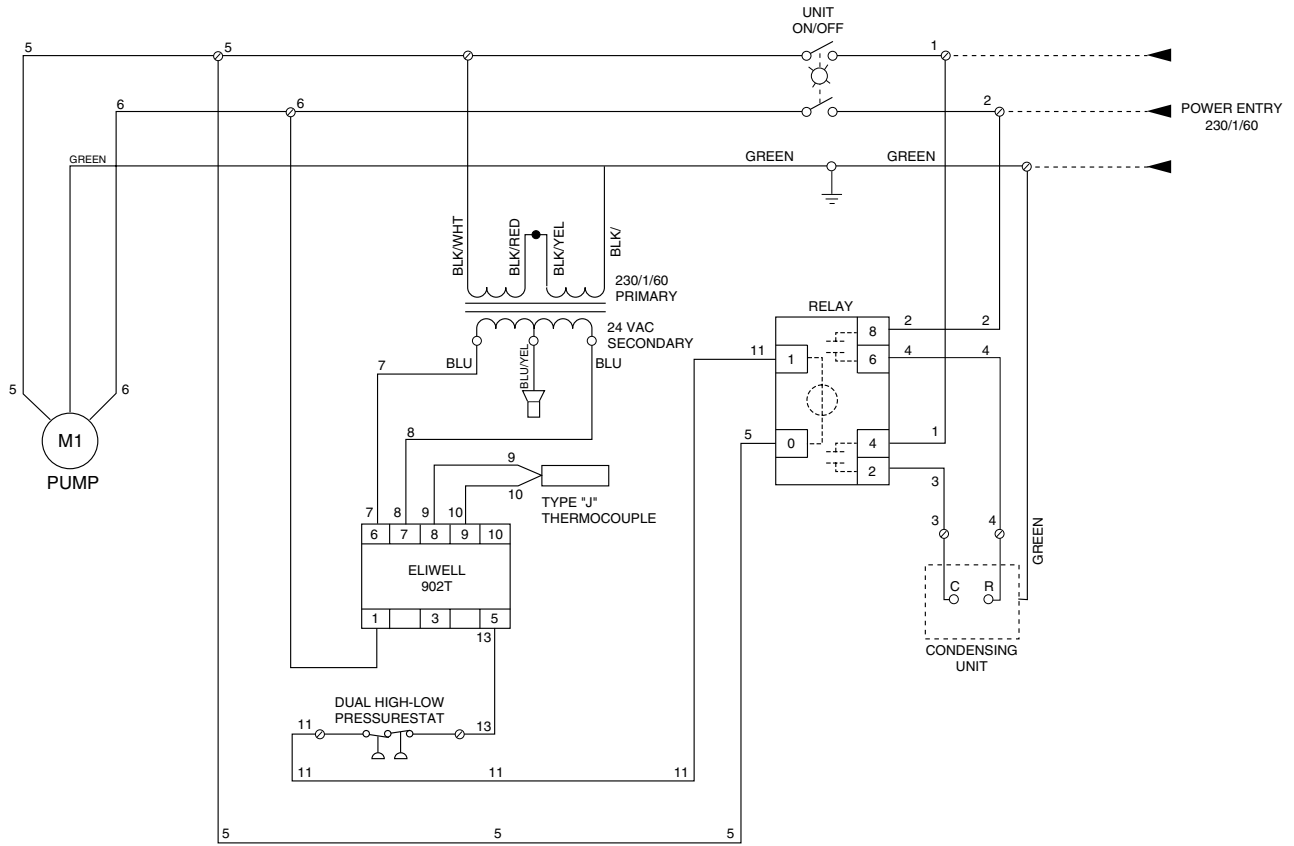 UNIT
ON/OFF
5
5
1
6
6
2
POWER ENTRY
230/1/60
GREEN
GREEN
GREEN
BLK/WHT
BLK/RED
BLK/YEL
BLK/
230/1/60
PRIMARY
24 VAC
SECONDARY
RELAY
BLU
BLU/YEL
BLU
7
8
11
1
8
2
2
6
4
4
5
0
4
1
2
3
5
6
M1
PUMP
9
10
TYPE "J"
THERMOCOUPLE
7
8
9
10
6
7
8
9
10
ELIWELL
902T
1
3
5
13
3
4
GREEN
C
R
CONDENSING
UNIT
DUAL HIGH-LOW
PRESSURESTAT
11
13
11
11
11
5
5
5